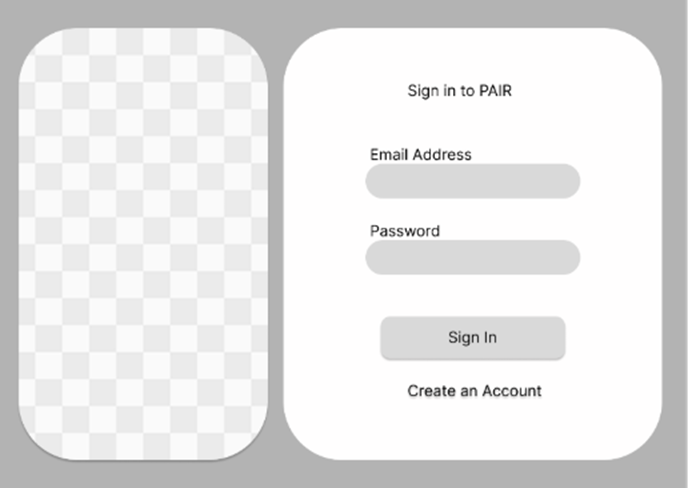 Sign in to PAIR
Email Address
Password
Sign In
Create an Account